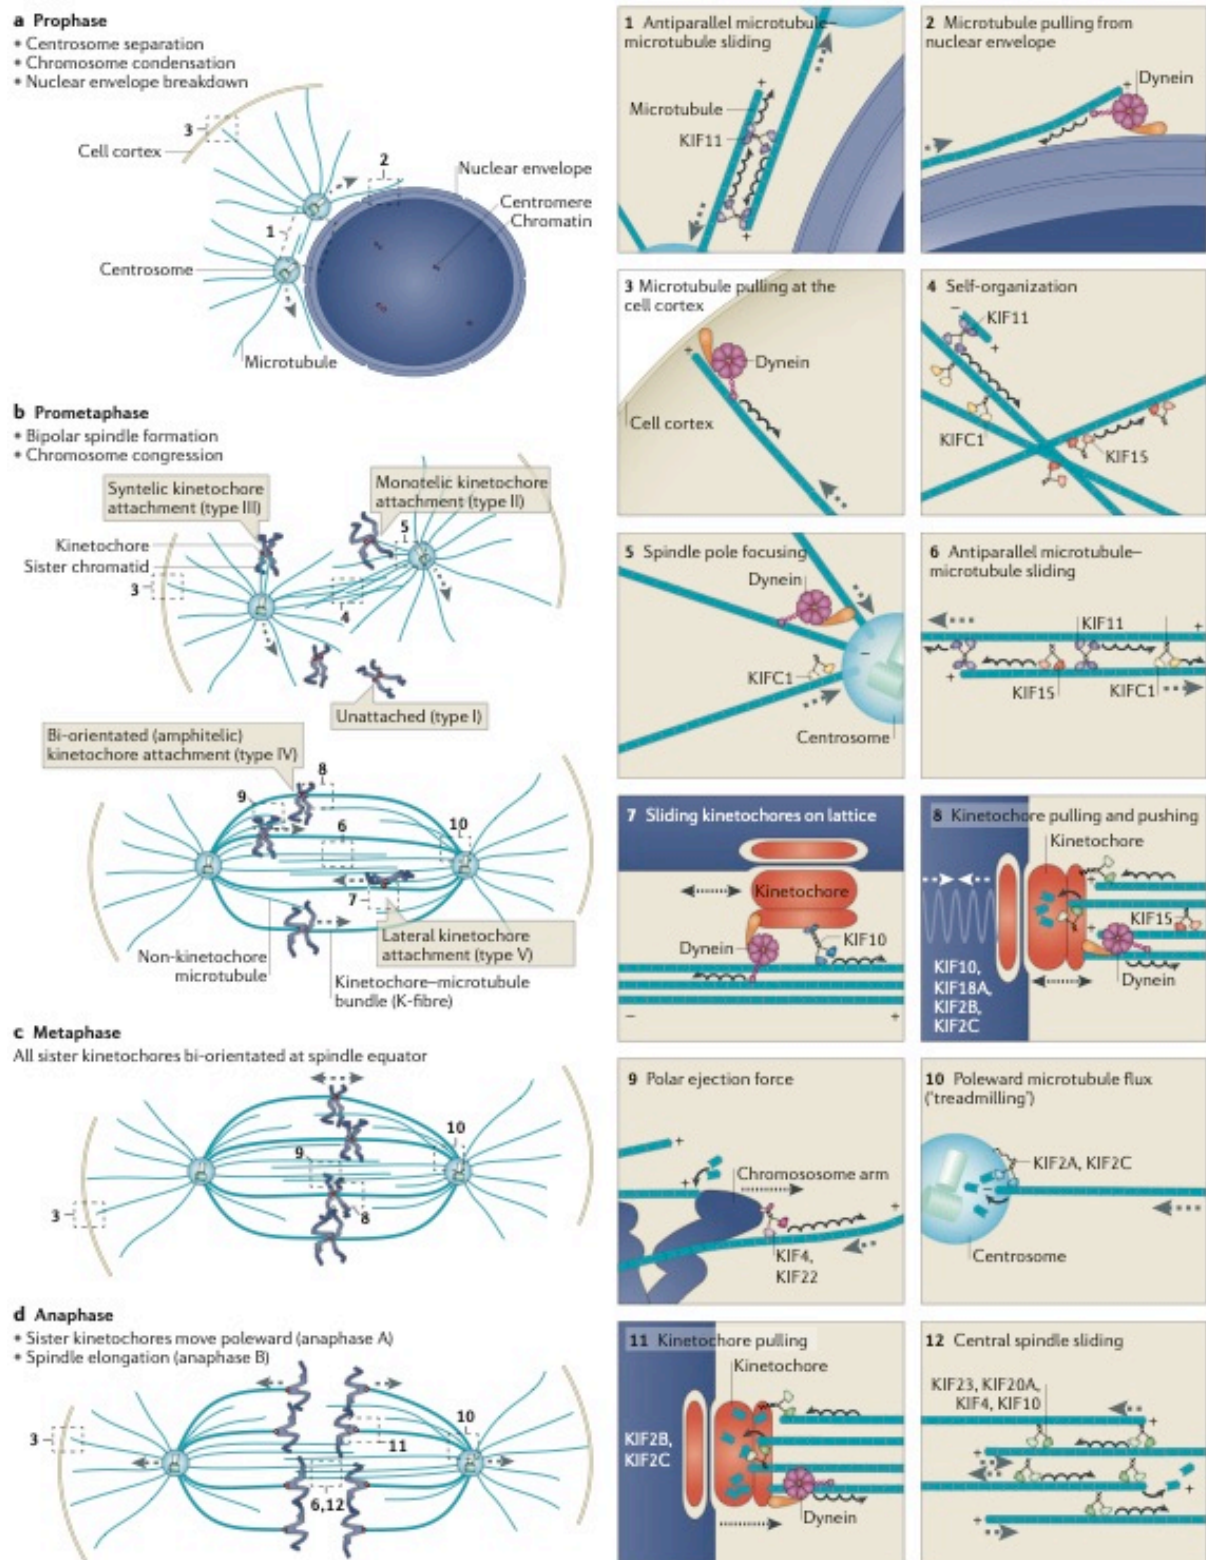 a Prophase
• Centrosome separation
• Chromosome condensation
• Nuclear envelope breakdown
3
Cell cortex
2
Nuclear envelope
Centromere
Chromatin
1
Centrosome
Microtubule
b Prometaphase
• Bipolar spindle formation
• Chromosome congression
Syntelic kinetochore
attachment (type III)
Monotelic kinetochore
attachment (type II)
5
Kinetochore
Sister chromatid
3
4
Unattached (type I)
Bi-orientated (amphitelic)
kinetochore attachment (type IV)
8
9
6
10
7
Non-kinetochore
microtubule
Lateral kinetochore
attachment (type V)
Kinetochore–microtubule
bundle (K-fibre)
c Metaphase
All sister kinetochores bi-orientated at spindle equator
10
9
3
8
d Anaphase
• Sister kinetochores move poleward (anaphase A)
• Spindle elongation (anaphase B)
10
3
11
6,12
1 Antiparallel microtubule–
microtubule sliding
+
Microtubule
KIF11
+
2 Microtubule pulling from
nuclear envelope
+
Dynein
3 Microtubule pulling at the
cell cortex
+
Dynein
Cell cortex
4 Self-organization
–
KIF11
+
KIFC1
KIF15
5 Spindle pole focusing
Dynein
–
KIFC1
Centrosome
6 Antiparallel microtubule–
microtubule sliding
KIF11
+
+
KIF15
KIFC1
7 Sliding kinetochores on lattice
Kinetochore
Dynein
KIF10
–
+
8 Kinetochore pulling and pushing
Kinetochore
+
+
KIF15
+
KIF10,
KIF18A,
KIF2B,
KIF2C
Dynein
9 Polar ejection force
+
+
Chromososome arm
+
KIF4,
KIF22
10 Poleward microtubule flux
('treadmilling')
KIF2A, KIF2C
–
Centrosome
11 Kinetochore pulling
Kinetochore
+
KIF2B,
KIF2C
Dynein
12 Central spindle sliding
KIF23, KIF20A,
KIF4, KIF10
+
+
+
+